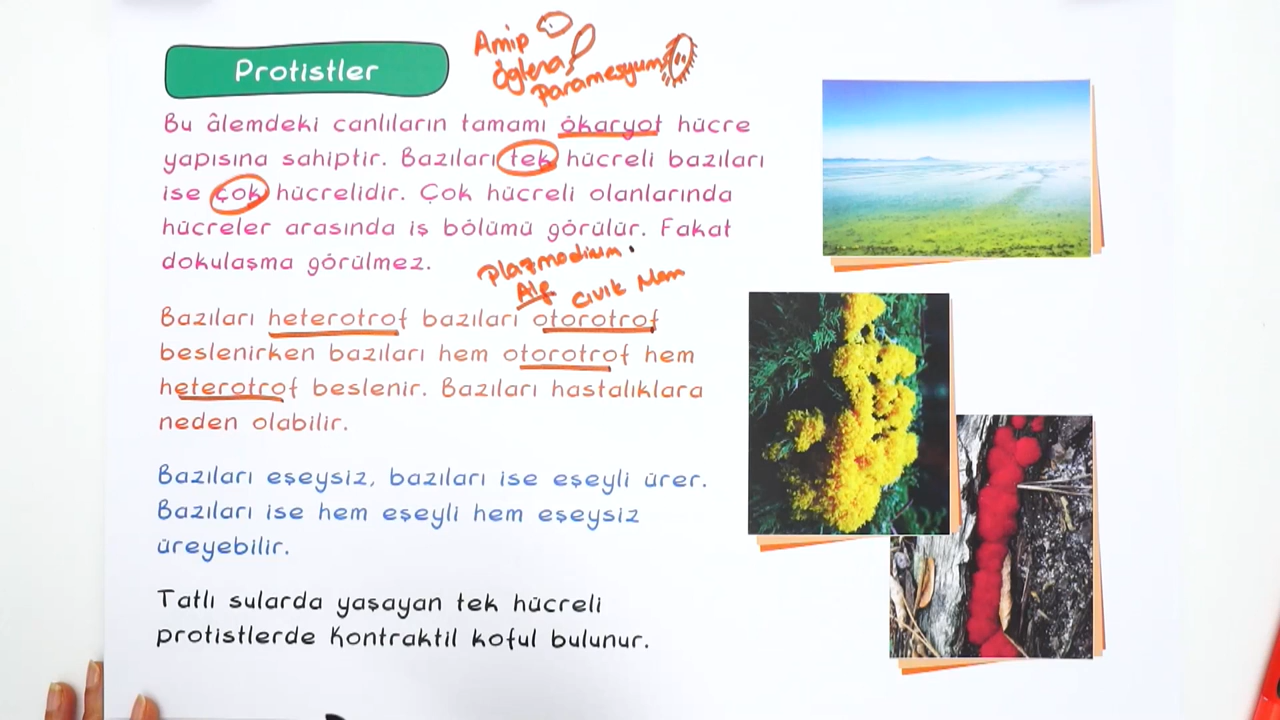 Protistler
Amip
Öglena
Paramesyum
Bu âlemdeki canlıların tamamı ökaryot hücre
yapısına sahiptir. Bazıları tek hücreli bazıları
ise çok hücrelidir. Çok hücreli olanlarında
hücreler arasında iş bölümü görülür. Fakat
dokulaşma görülmez.
Plazmodium
Alg Cıvık Man
Bazıları heterotrof bazıları otorotrof
beslenirken bazıları hem otorotrof hem
heterotrof beslenir. Bazıları hastalıklara
neden olabilir.
Bazıları eşeysiz, bazıları ise eşeyli ürer.
Bazıları ise hem eşeyli hem eşeysiz
üreyebilir.
Tatlı sularda yaşayan tek hücreli
protistlerde Kontraktil koful bulunur.